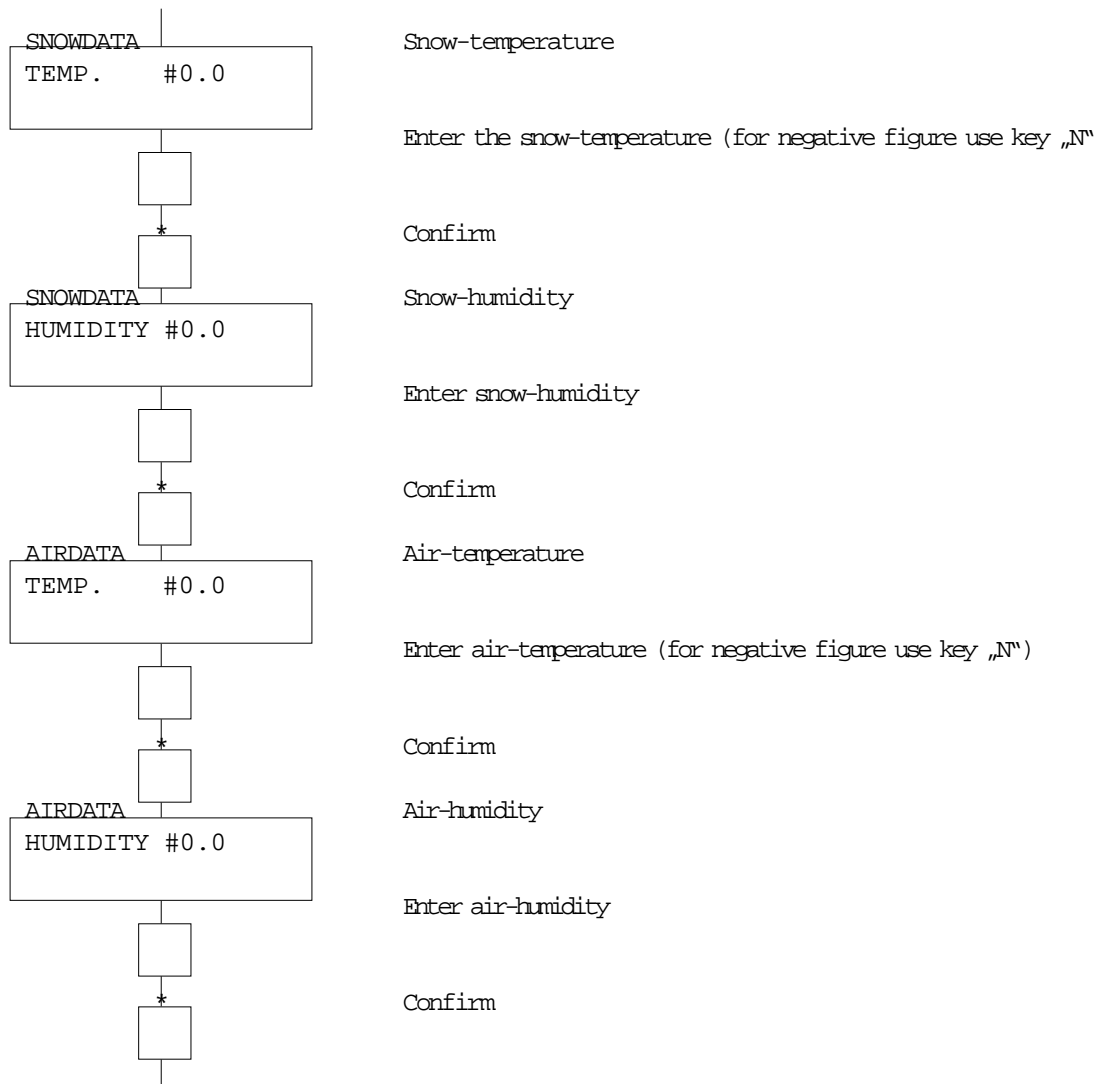 SNOWDATA Snow-temperature
TEMP. #0.0
Enter the snow-temperature (for negative figure use key „N“
*
Confirm
SNOWDATA Snow-humidity
HUMIDITY #0.0
Enter snow-humidity
*
Confirm
AIRDATA Air-temperature
TEMP. #0.0
Enter air-temperature (for negative figure use key „N“)
*
Confirm
AIRDATA Air-humidity
HUMIDITY #0.0
Enter air-humidity
*
Confirm